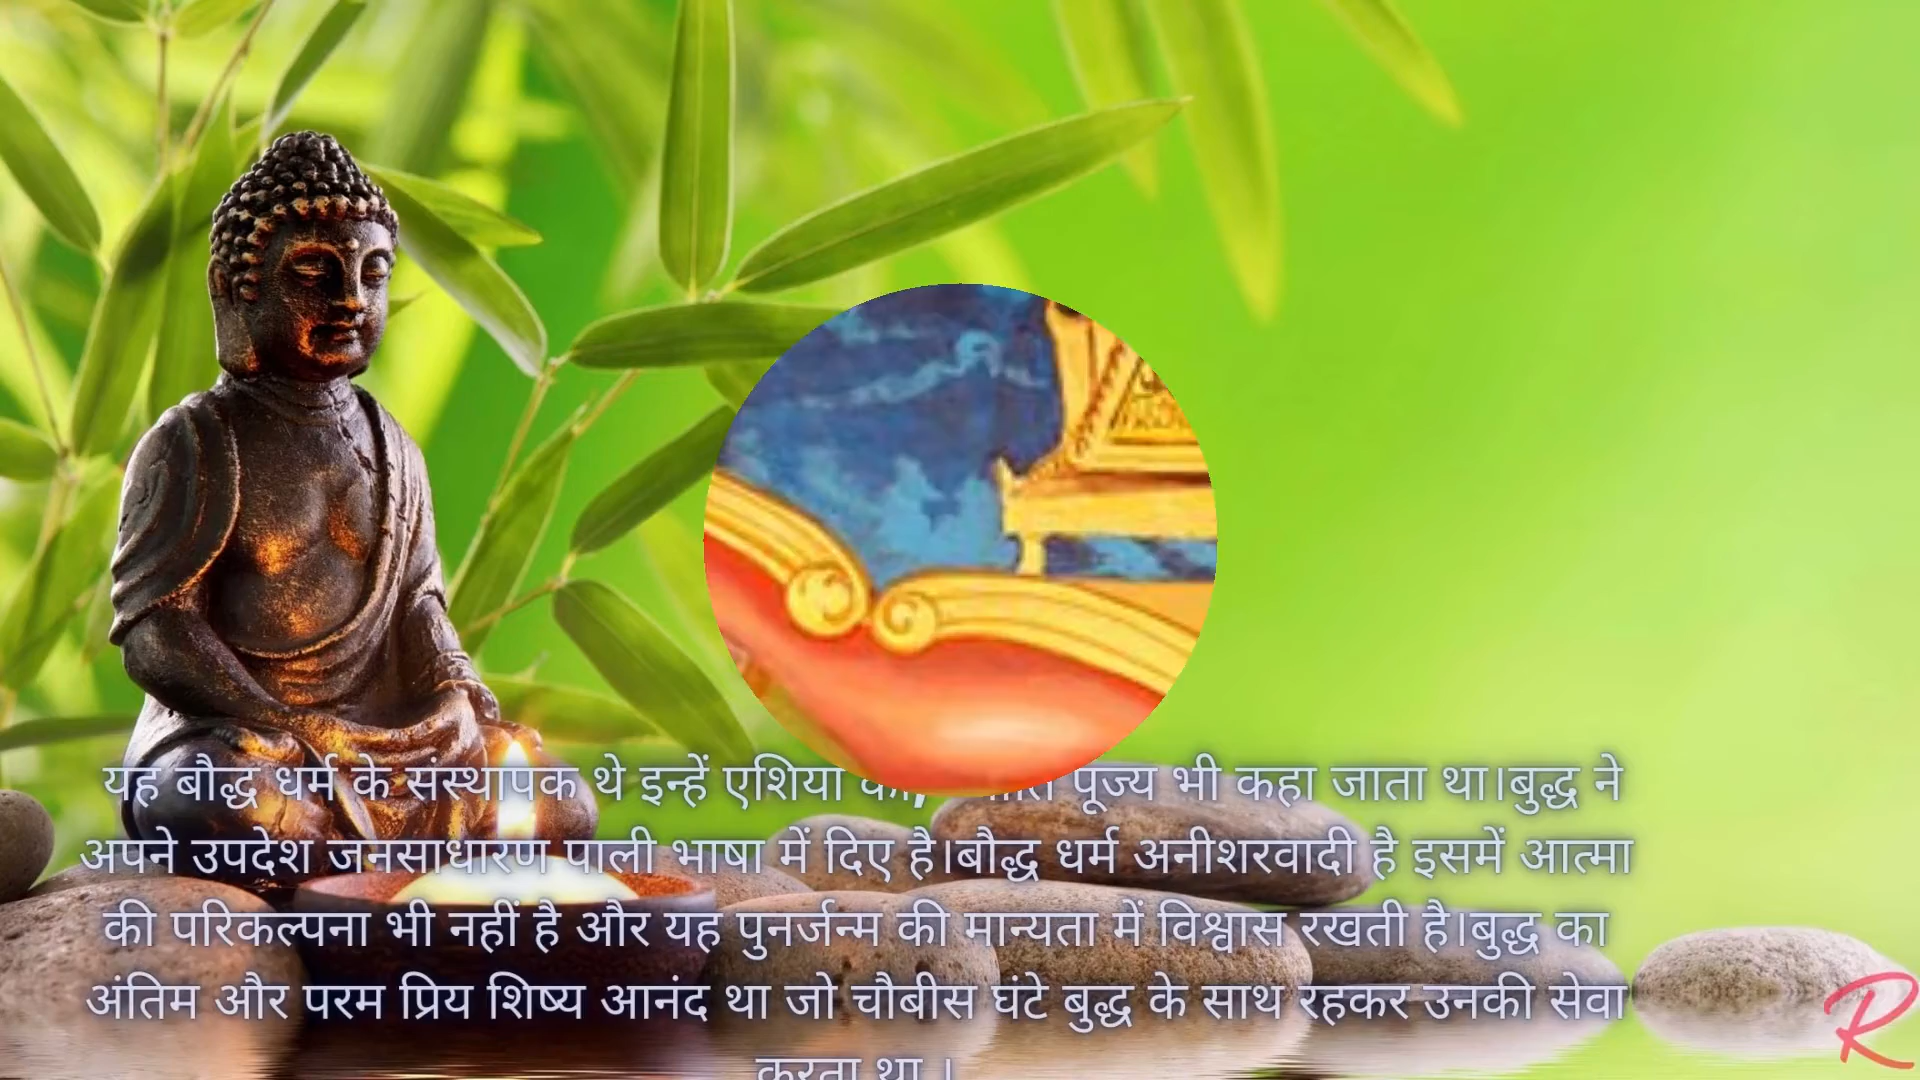 यह बौद्ध धर्म के संस्थापक थे इन्हें एशिया पूज्य भी कहा जाता था।बुद्ध ने
अपने उपदेश जनसाधारण पाली भाषा में दिए है।बौद्ध धर्म अनीशरवादी है इसमें आत्मा
की परिकल्पना भी नहीं है और यह पुनर्जन्म की मान्यता में विश्वास रखती है।बुद्ध का
अंतिम और परम प्रिय शिष्य आनंद था जो चौबीस घंटे बुद्ध के साथ रहकर उनकी सेवा
करता था ।
R